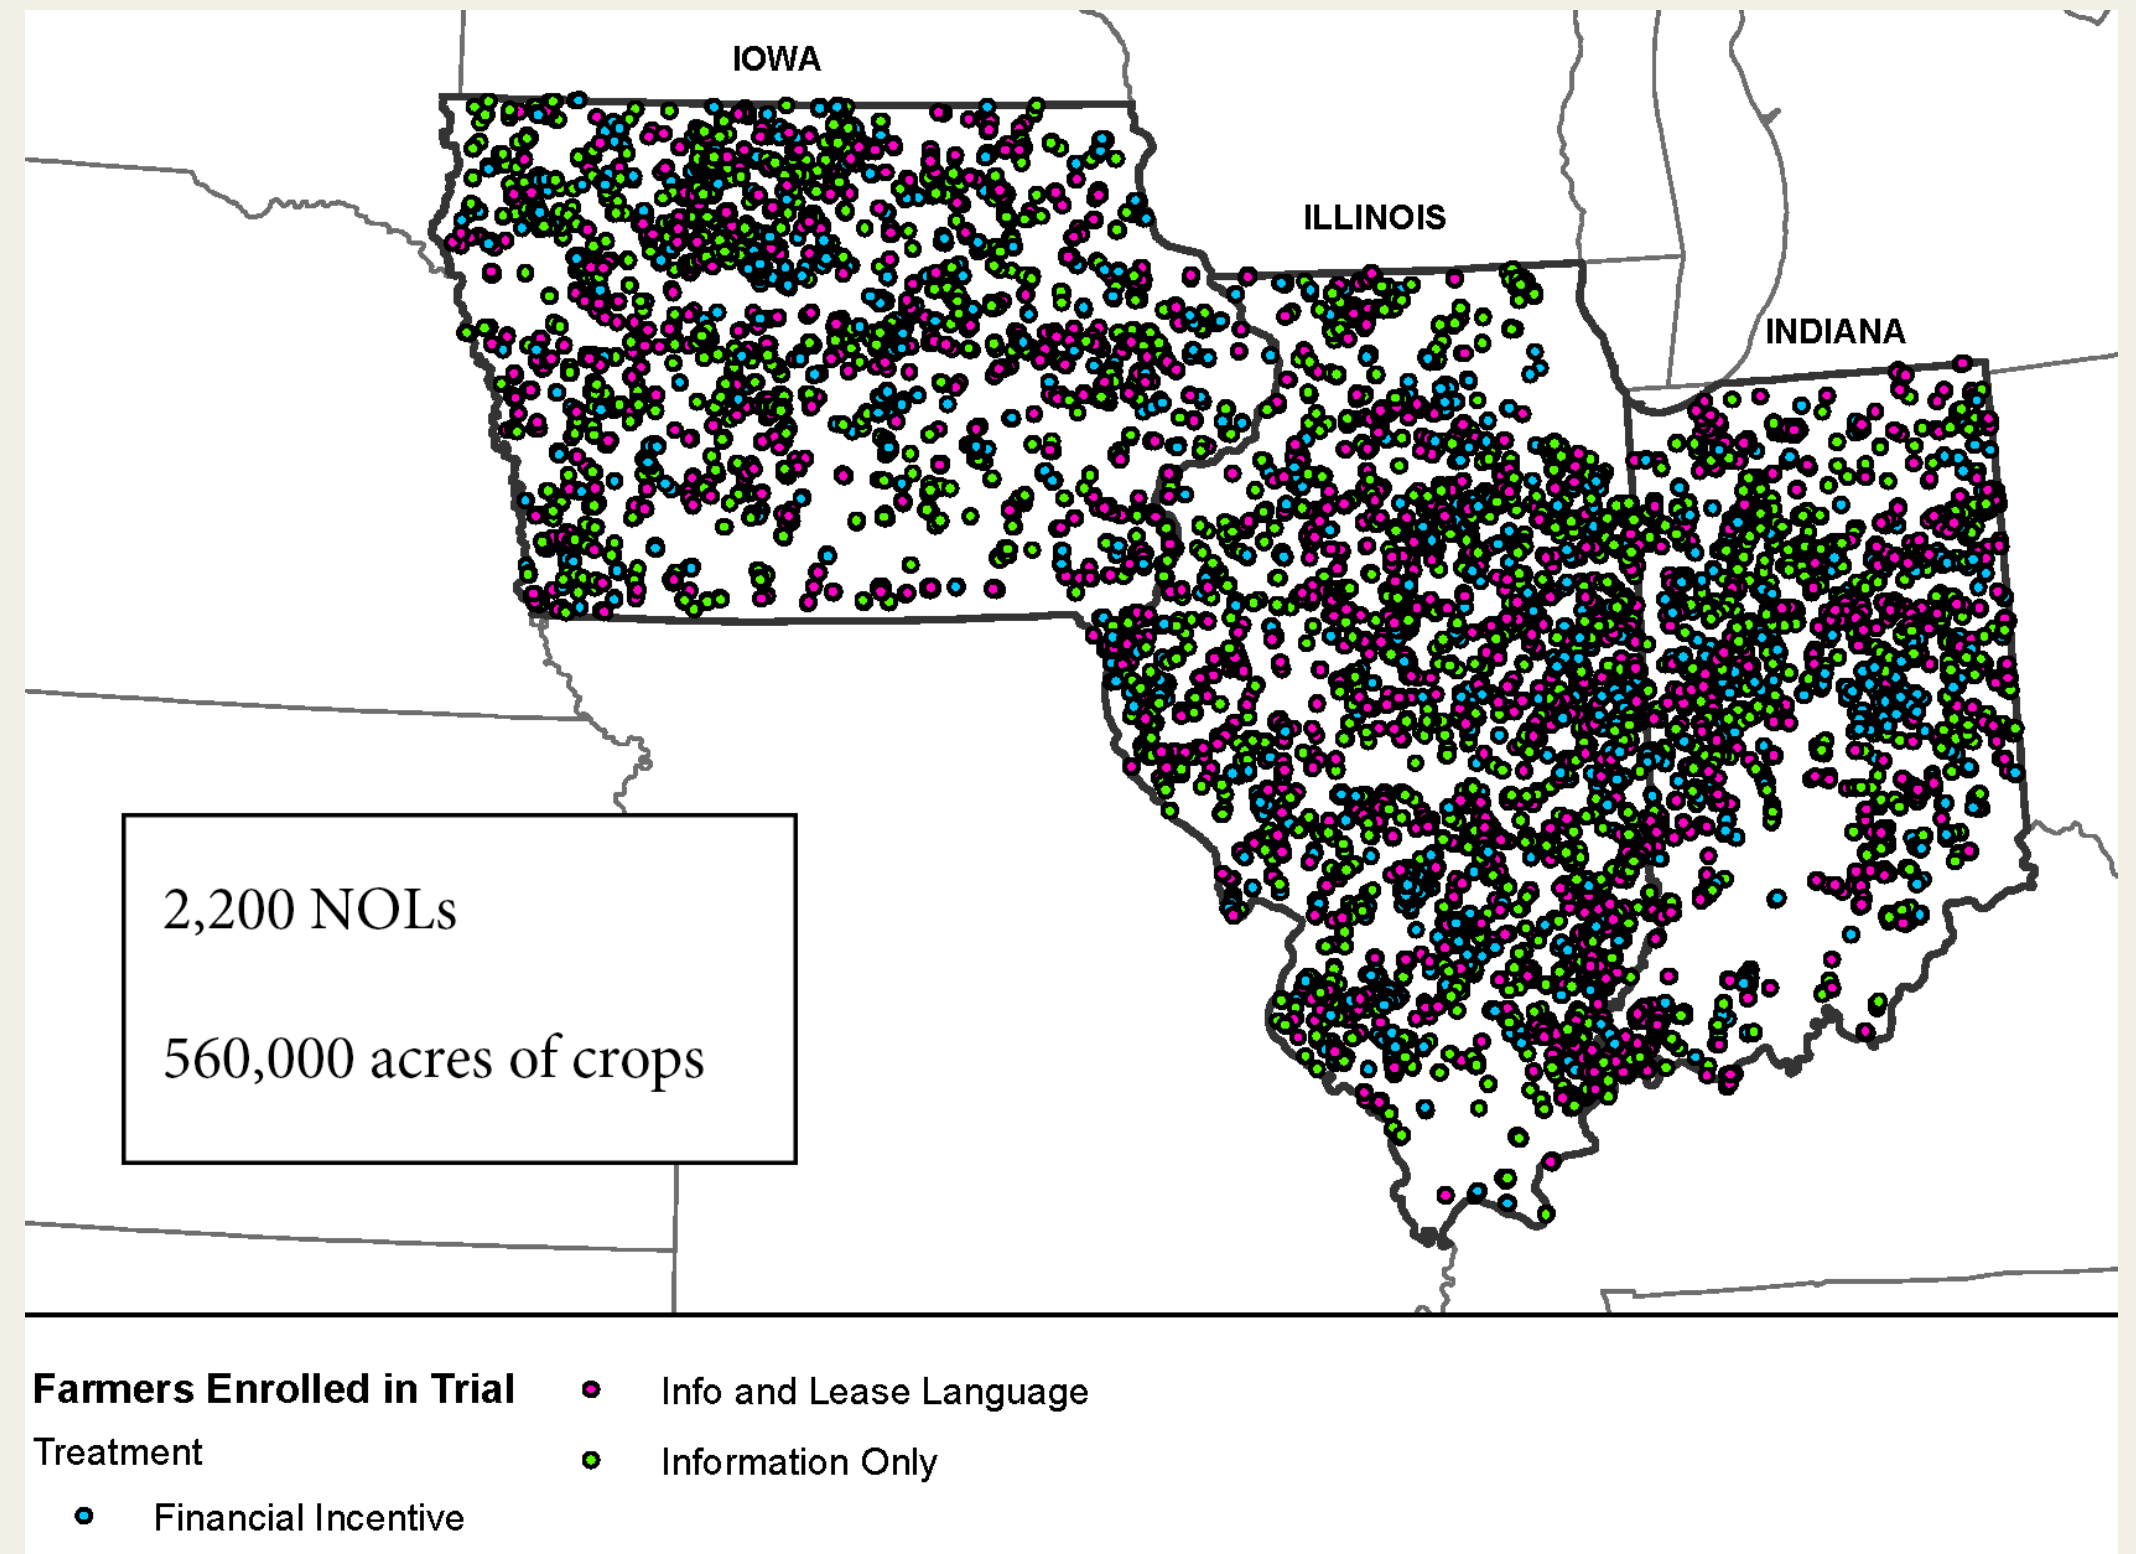 IOWA
ILLINOIS
INDIANA
2,200 NOLs
560,000 acres of crops
Farmers Enrolled in Trial
Treatment
Financial Incentive
Info and Lease Language
Information Only